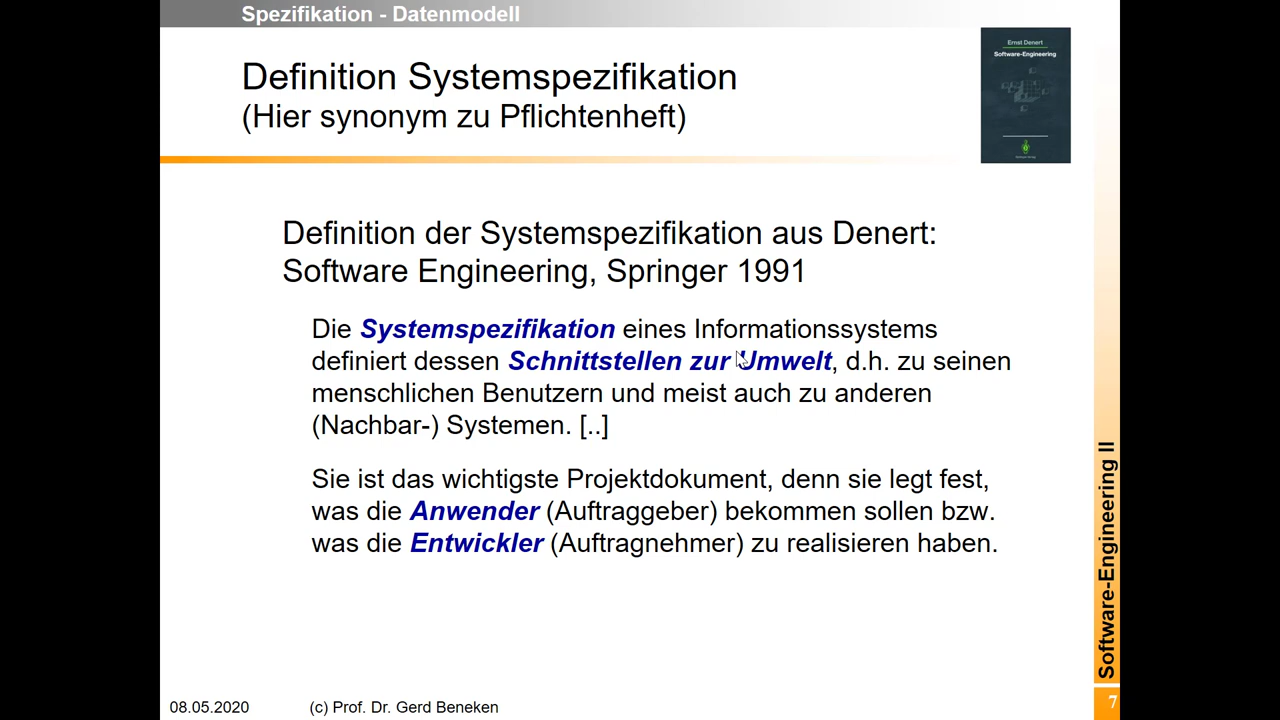 Spezifikation - Datenmodell
Definition Systemspezifikation
(Hier synonym zu Pflichtenheft)
Ernst Denert
Software-Engineering
Definition der Systemspezifikation aus Denert:
Software Engineering, Springer 1991
Die Systemspezifikation eines Informationssystems
definiert dessen Schnittstellen zur Umwelt, d.h. zu seinen
menschlichen Benutzern und meist auch zu anderen
(Nachbar-) Systemen. [..]
Sie ist das wichtigste Projektdokument, denn sie legt fest,
was die Anwender (Auftraggeber) bekommen sollen bzw.
was die Entwickler (Auftragnehmer) zu realisieren haben.
Software-Engineering II
08.05.2020
(c) Prof. Dr. Gerd Beneken
7